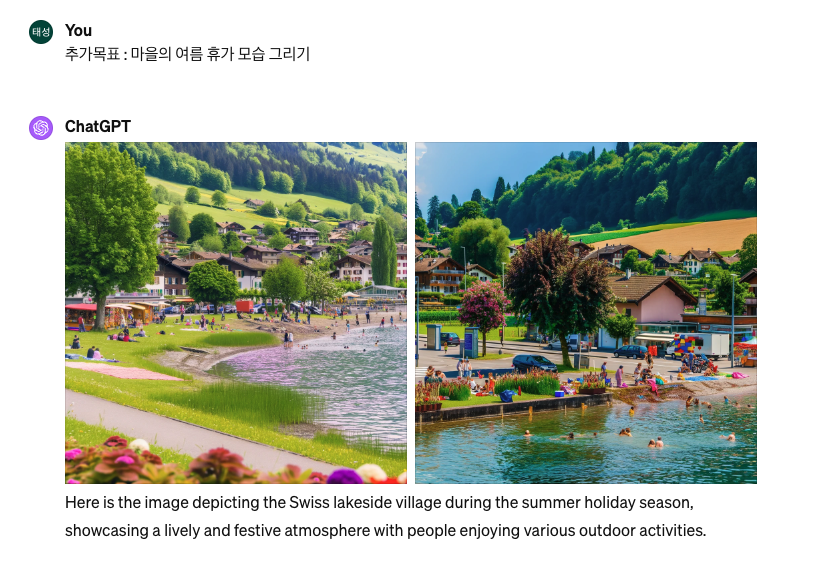 태성
You
추가목표 : 마을의 여름 휴가 모습 그리기
ChatGPT
Here is the image depicting the Swiss lakeside village during the summer holiday season,
showcasing a lively and festive atmosphere with people enjoying various outdoor activities.